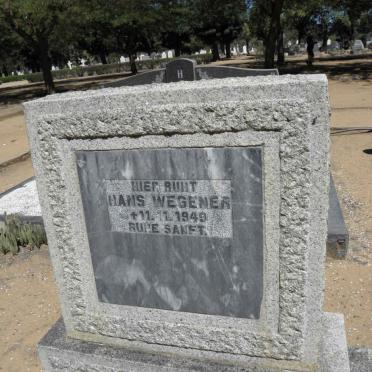 HIER RUHT
HANS WEGENER
+11.11.1949
RUHE SANFT.